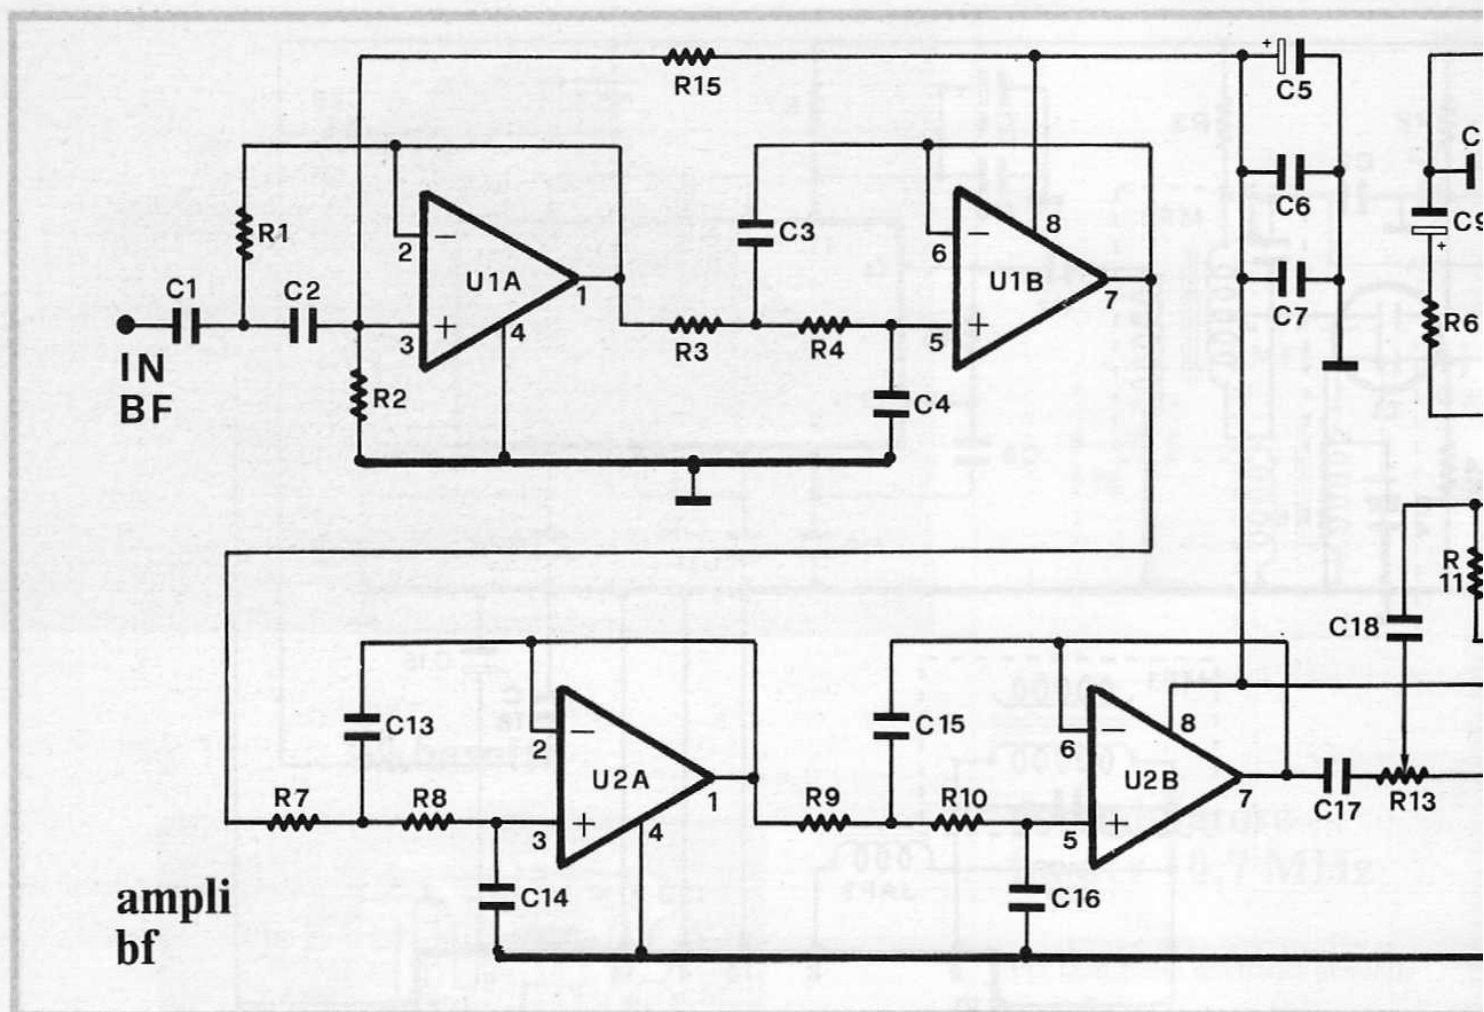 R15
+
C5
R1
2
−
U1A
1
C3
6
−
U1B
8
7
C6
C
C9
+
C1
C2
IN
BF
+
3
4
R2
R3
R4
+
5
C4
C7
R6
C18
R
11
C13
2
−
U2A
1
C15
6
−
U2B
8
7
C17
R13
R7
R8
+
3
4
R9
R10
+
5
C14
C16
ampli
bf